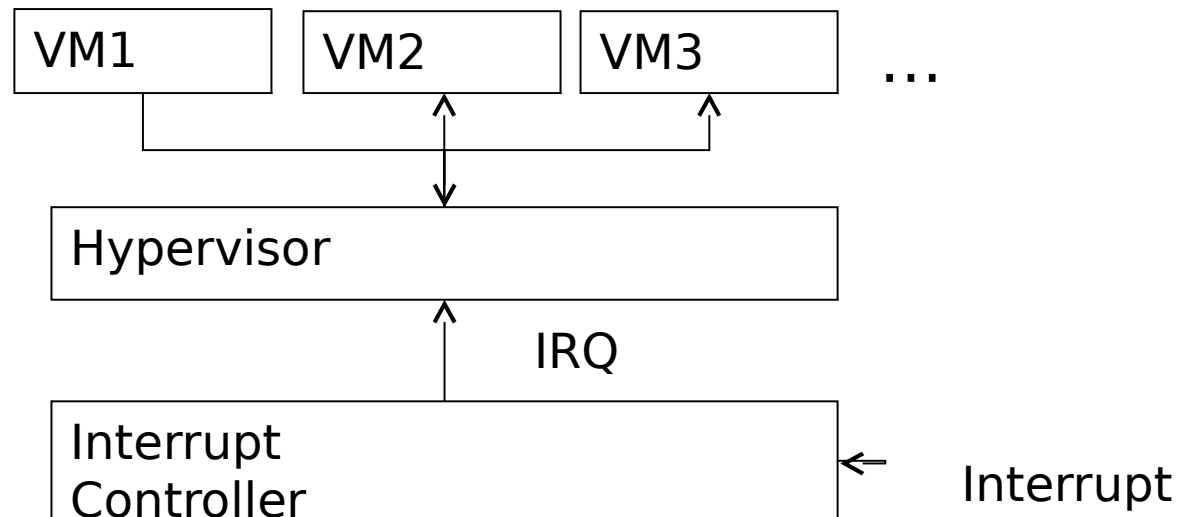 VM1 VM2 VM3 ...
Hypervisor
IRQ
Interrupt
Controller
Interrupt